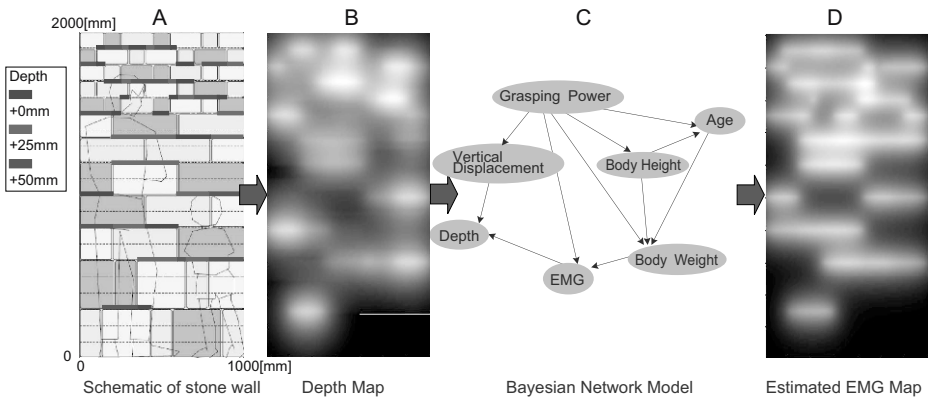 A
B
C
D
2000[mm]
Depth
+0mm
+25mm
+50mm
0
0
1000[mm]
Grasping Power
Age
Vertical
Displacement
Body Height
Depth
Body Weight
EMG
Schematic of stone wall
Depth Map
Bayesian Network Model
Estimated EMG Map